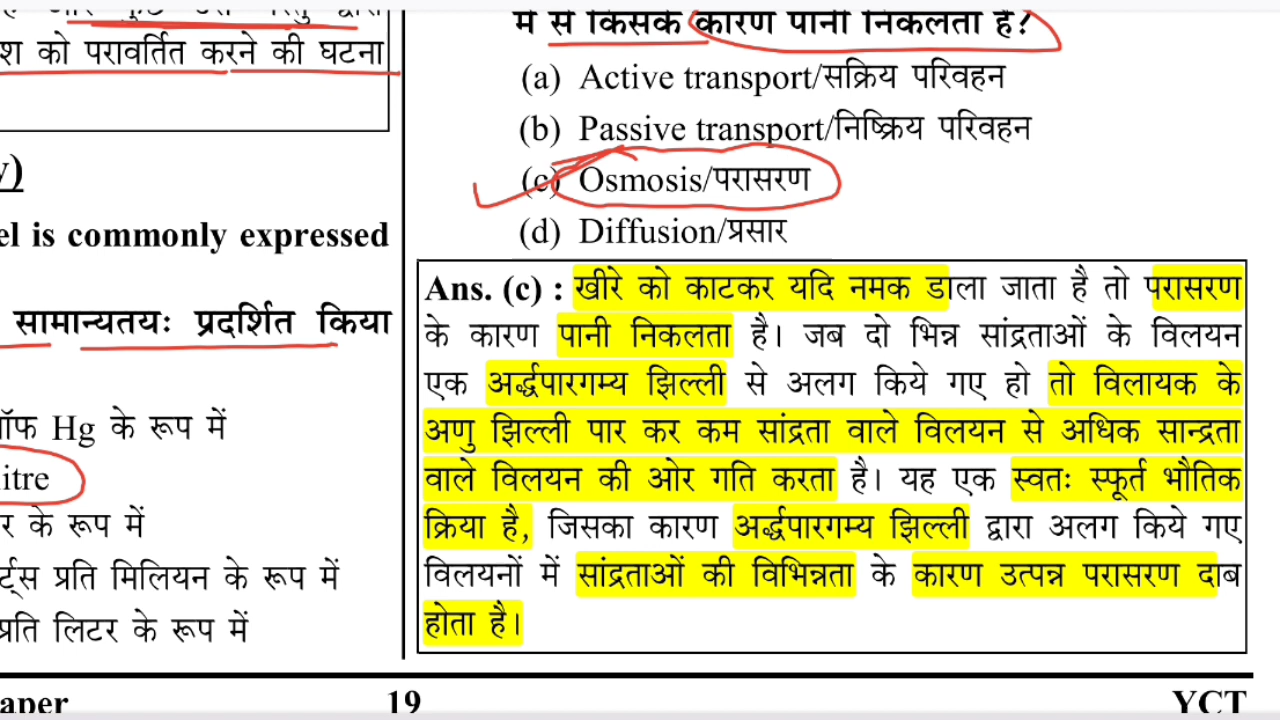 श को परावर्तित करने की घटना
el is commonly expressed
सामान्यतयः प्रदर्शित किया
ऑफ Hg के रूप में
itre
र के रूप में
र्ट्स प्रति मिलियन के रूप में
प्रति लिटर के रूप में
में से किसके कारण पानी निकलता है?
(a) Active transport/सक्रिय परिवहन
(b) Passive transport/निष्क्रिय परिवहन
(c) Osmosis/परासरण
(d) Diffusion/प्रसार
Ans. (c) : खीरे को काटकर यदि नमक डाला जाता है तो परासरण
के कारण पानी निकलता है। जब दो भिन्न सांद्रताओं के विलयन
एक अर्द्धपारगम्य झिल्ली से अलग किये गए हो तो विलायक के
अणु झिल्ली पार कर कम सांद्रता वाले विलयन से अधिक सान्द्रता
वाले विलयन की ओर गति करता है। यह एक स्वतः स्फूर्त भौतिक
क्रिया है, जिसका कारण अर्द्धपारगम्य झिल्ली द्वारा अलग किये गए
विलयनों में सांद्रताओं की विभिन्नता के कारण उत्पन्न परासरण दाब
होता है।
aper 19 YCT